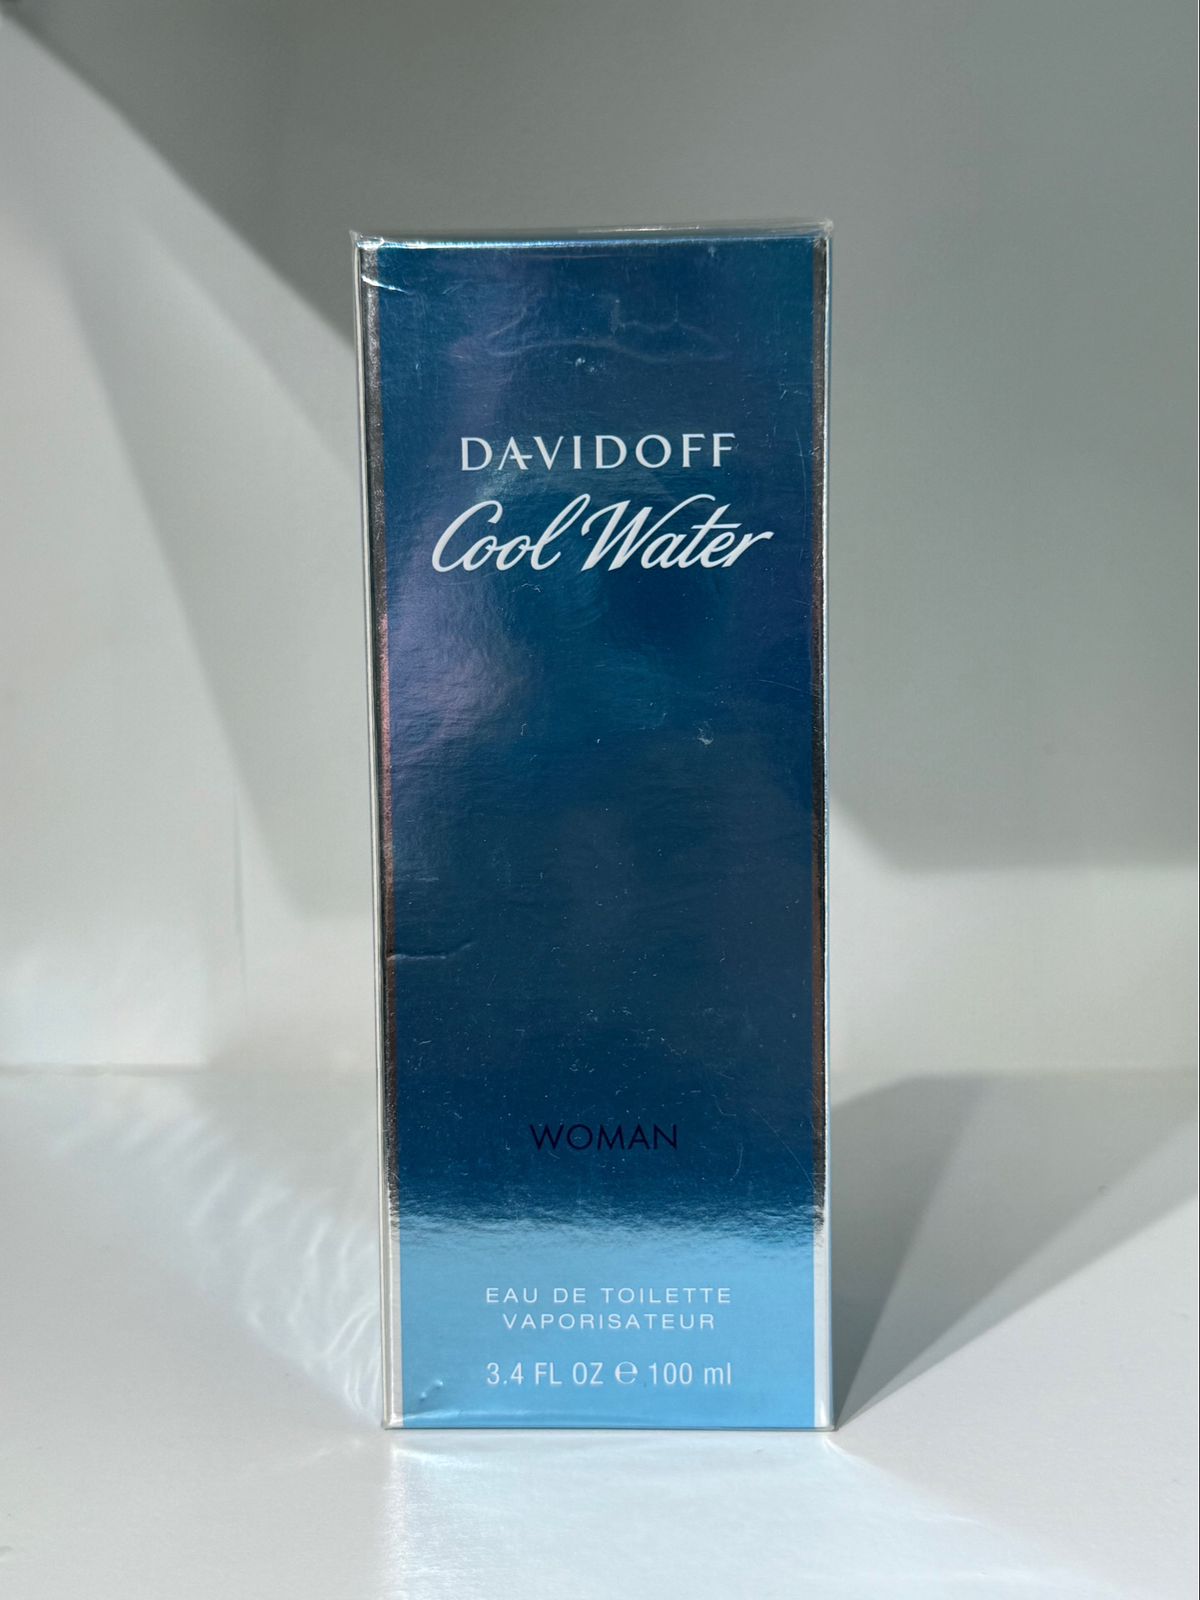 DAVIDOFF
Cool Water
WOMAN
EAU DE TOILETTE
VAPORISATEUR
3.4 FL OZ ℮ 100 ml